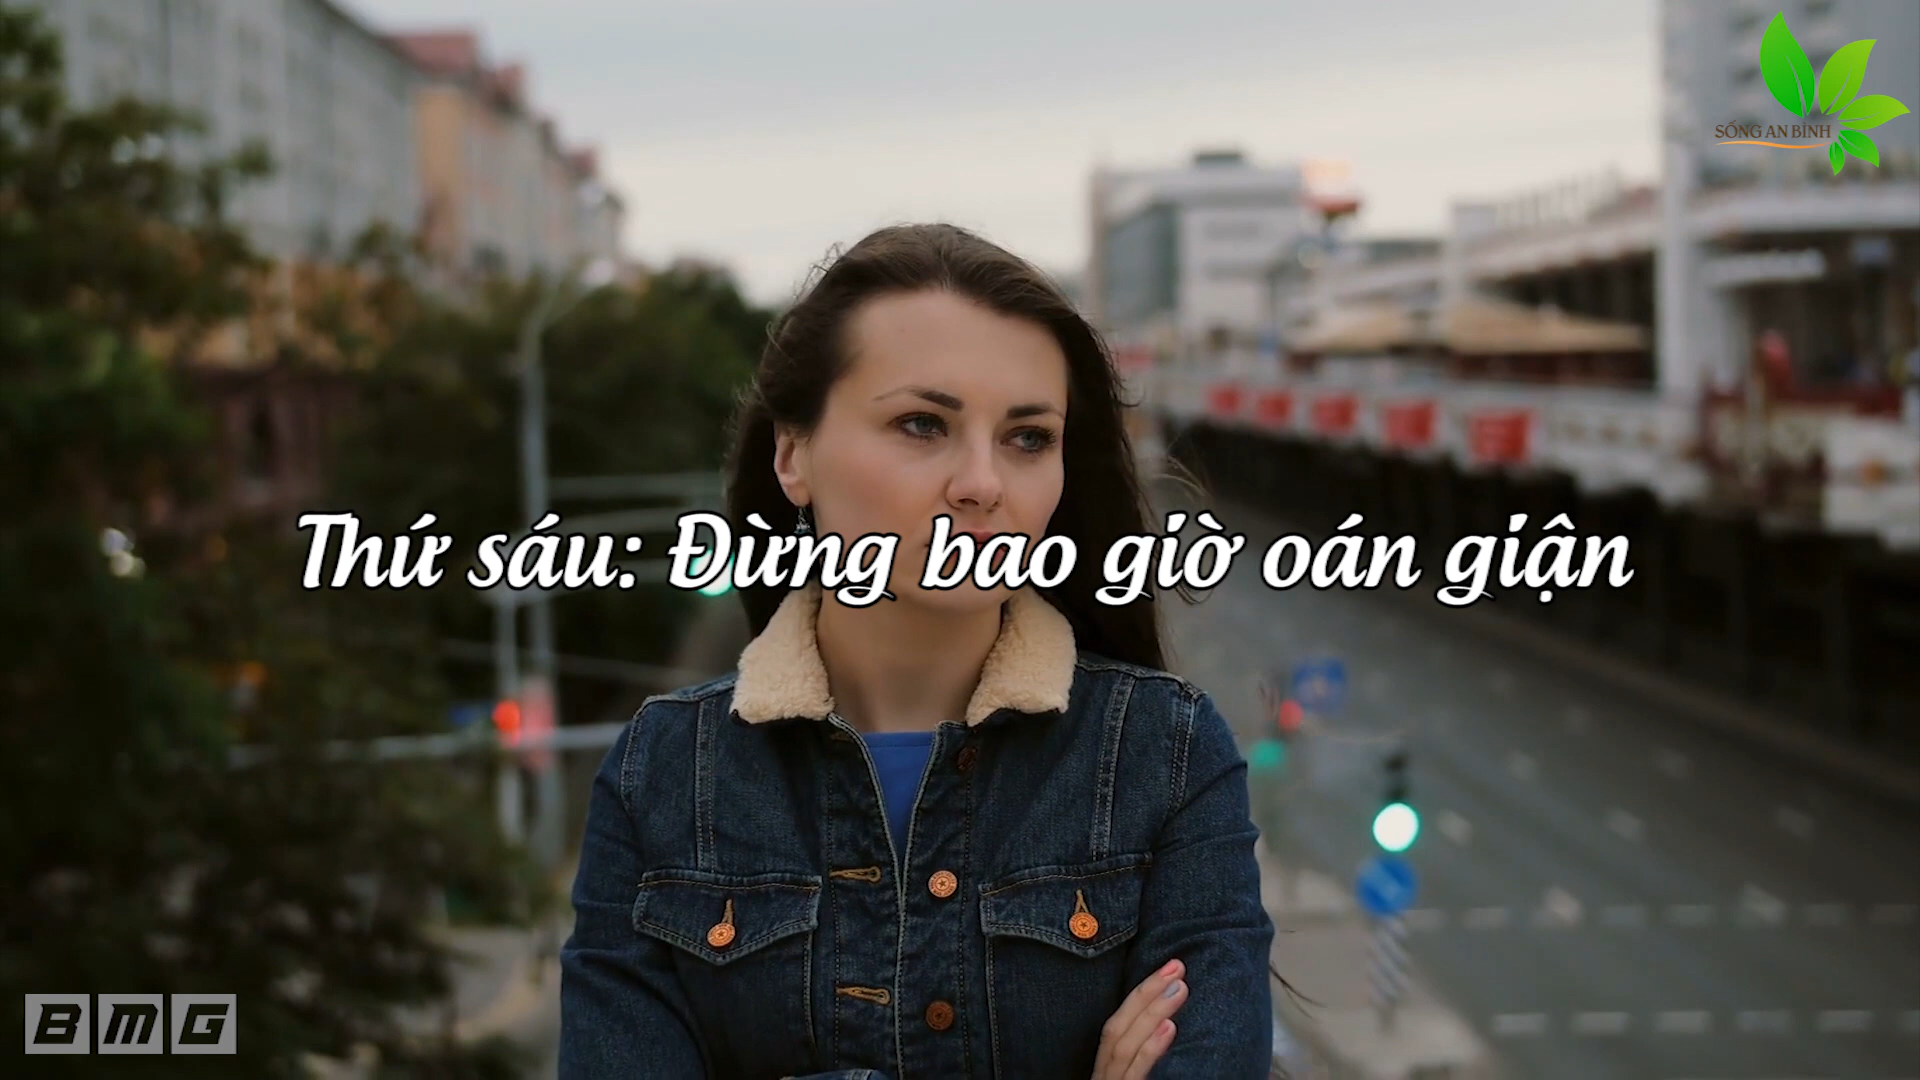 SỐNG AN BÌNH
Thứ sáu: Đừng bao giờ oán giận
BMG